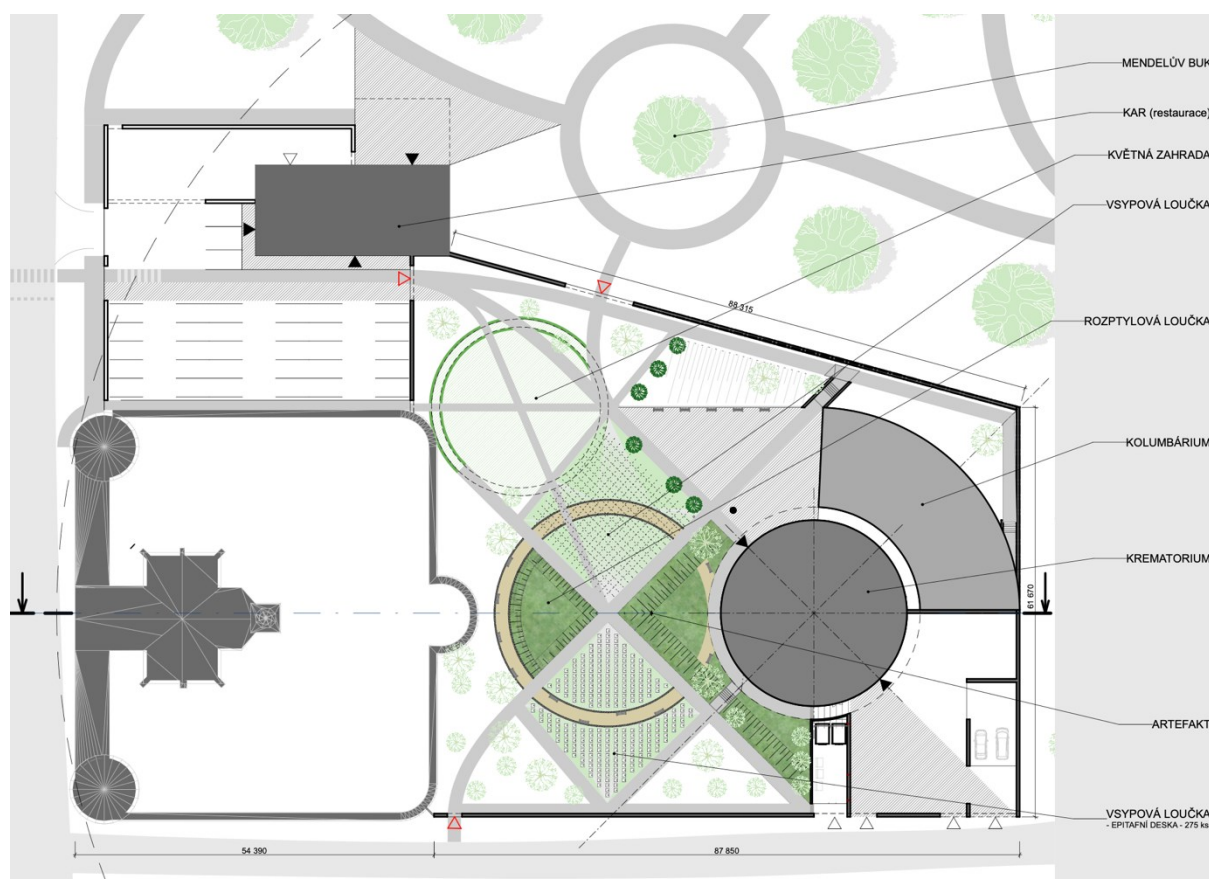 MENDELŮV BUK
KAR (restaurace)
KVĚTNÁ ZAHRADA
VSYPOVÁ LOUČKA
88 315
ROZPTYLOVÁ LOUČKA
KOLUMBÁRIUM
KREMATORIUM
61 670
ARTEFAKT
VSYPOVÁ LOUČKA
- EPITAFNÍ DESKA - 275 ks
54 390
87 850